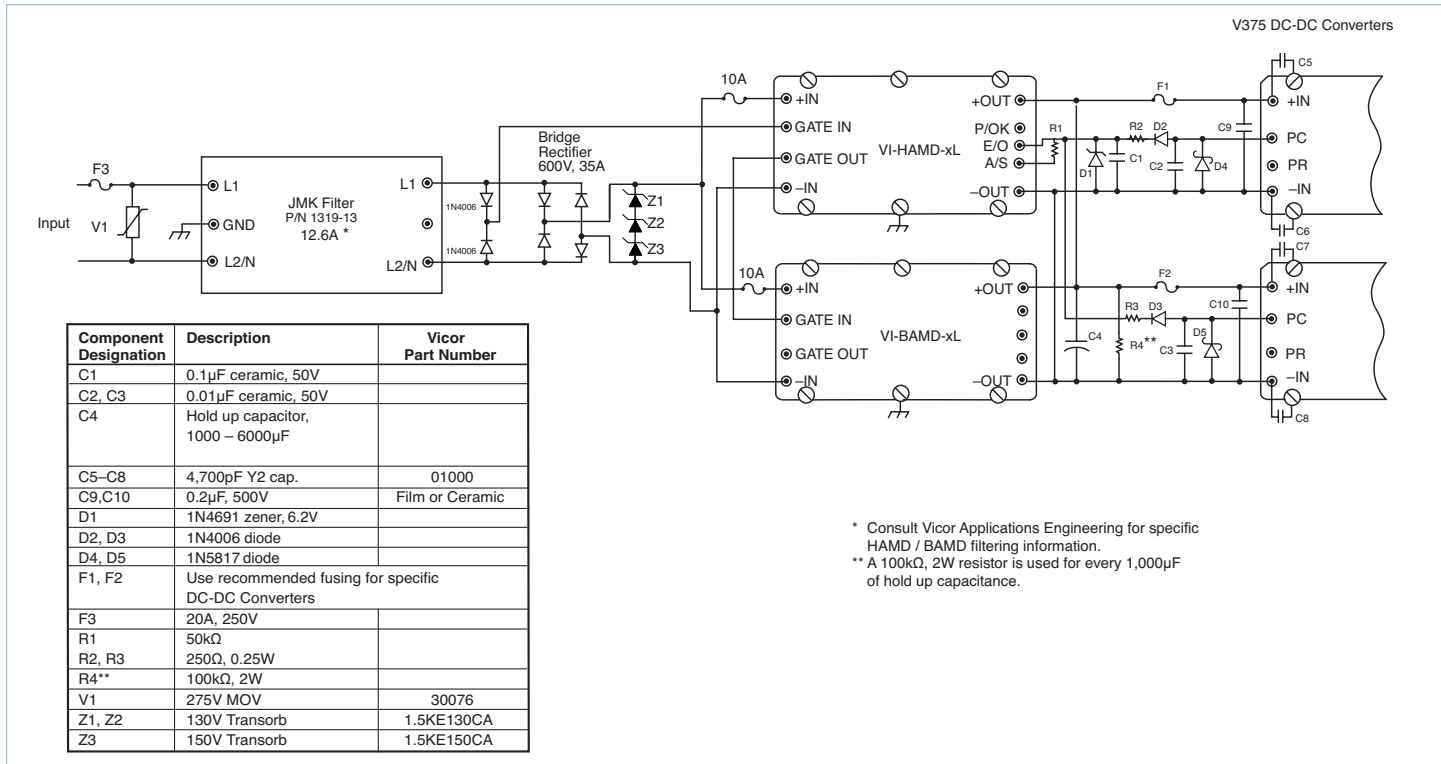 V375 DC-DC Converters
F3
Input
V1
L1
GND
L2/N
JMK Filter
P/N 1319-13
12.6A *
L1
L2/N
1N4006
1N4006
Bridge
Rectifier
600V, 35A
Z1
Z2
Z3
10A
+IN
GATE IN
GATE OUT
–IN
VI-HAMD-xL
+OUT
P/OK
E/O
A/S
–OUT
R1
D1
C1
R2
D2
C2
D4
F1
C9
C5
+IN
PC
PR
–IN
C6
10A
+IN
GATE IN
GATE OUT
–IN
VI-BAMD-xL
+OUT
–OUT
C4
R4**
R3
D3
C3
D5
F2
C10
C7
+IN
PC
PR
–IN
C8
Component Designation Description Vicor Part Number
C1 0.1µF ceramic, 50V
C2, C3 0.01µF ceramic, 50V
C4 Hold up capacitor,
1000 – 6000µF
C5–C8 4,700pF Y2 cap. 01000
C9,C10 0.2µF, 500V Film or Ceramic
D1 1N4691 zener, 6.2V
D2, D3 1N4006 diode
D4, D5 1N5817 diode
F1, F2 Use recommended fusing for specific
DC-DC Converters
F3 20A, 250V
R1 50kΩ
R2, R3 250Ω, 0.25W
R4** 100kΩ, 2W
V1 275V MOV 30076
Z1, Z2 130V Transorb 1.5KE130CA
Z3 150V Transorb 1.5KE150CA
* Consult Vicor Applications Engineering for specific
HAMD / BAMD filtering information.
** A 100kΩ, 2W resistor is used for every 1,000µF
of hold up capacitance.